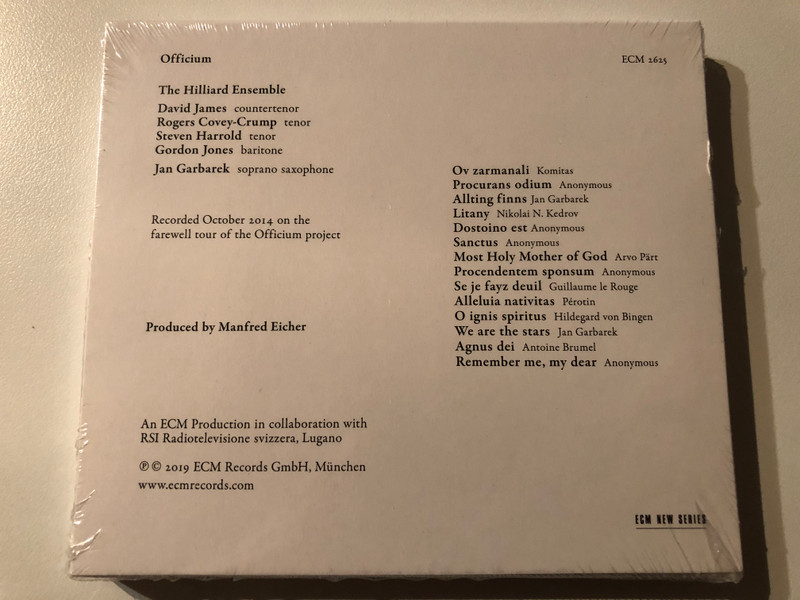 Officium
ECM 2625
The Hilliard Ensemble
David James countertenor
Rogers Covey-Crump tenor
Steven Harrold tenor
Gordon Jones baritone
Jan Garbarek soprano saxophone
Recorded October 2014 on the
farewell tour of the Officium project
Produced by Manfred Eicher
An ECM Production in collaboration with
RSI Radiotelevisione svizzera, Lugano
℗ © 2019 ECM Records GmbH, München
www.ecmrecords.com
Ov zarmanali Komitas
Procurans odium Anonymous
Allting finns Jan Garbarek
Litany Nikolai N. Kedrov
Dostoino est Anonymous
Sanctus Anonymous
Most Holy Mother of God Arvo Pärt
Procendentem sponsum Anonymous
Se je fayz deuil Guillaume le Rouge
Alleluia nativitas Pérotin
O ignis spiritus Hildegard von Bingen
We are the stars Jan Garbarek
Agnus dei Antoine Brumel
Remember me, my dear Anonymous
ECM NEW SERIES